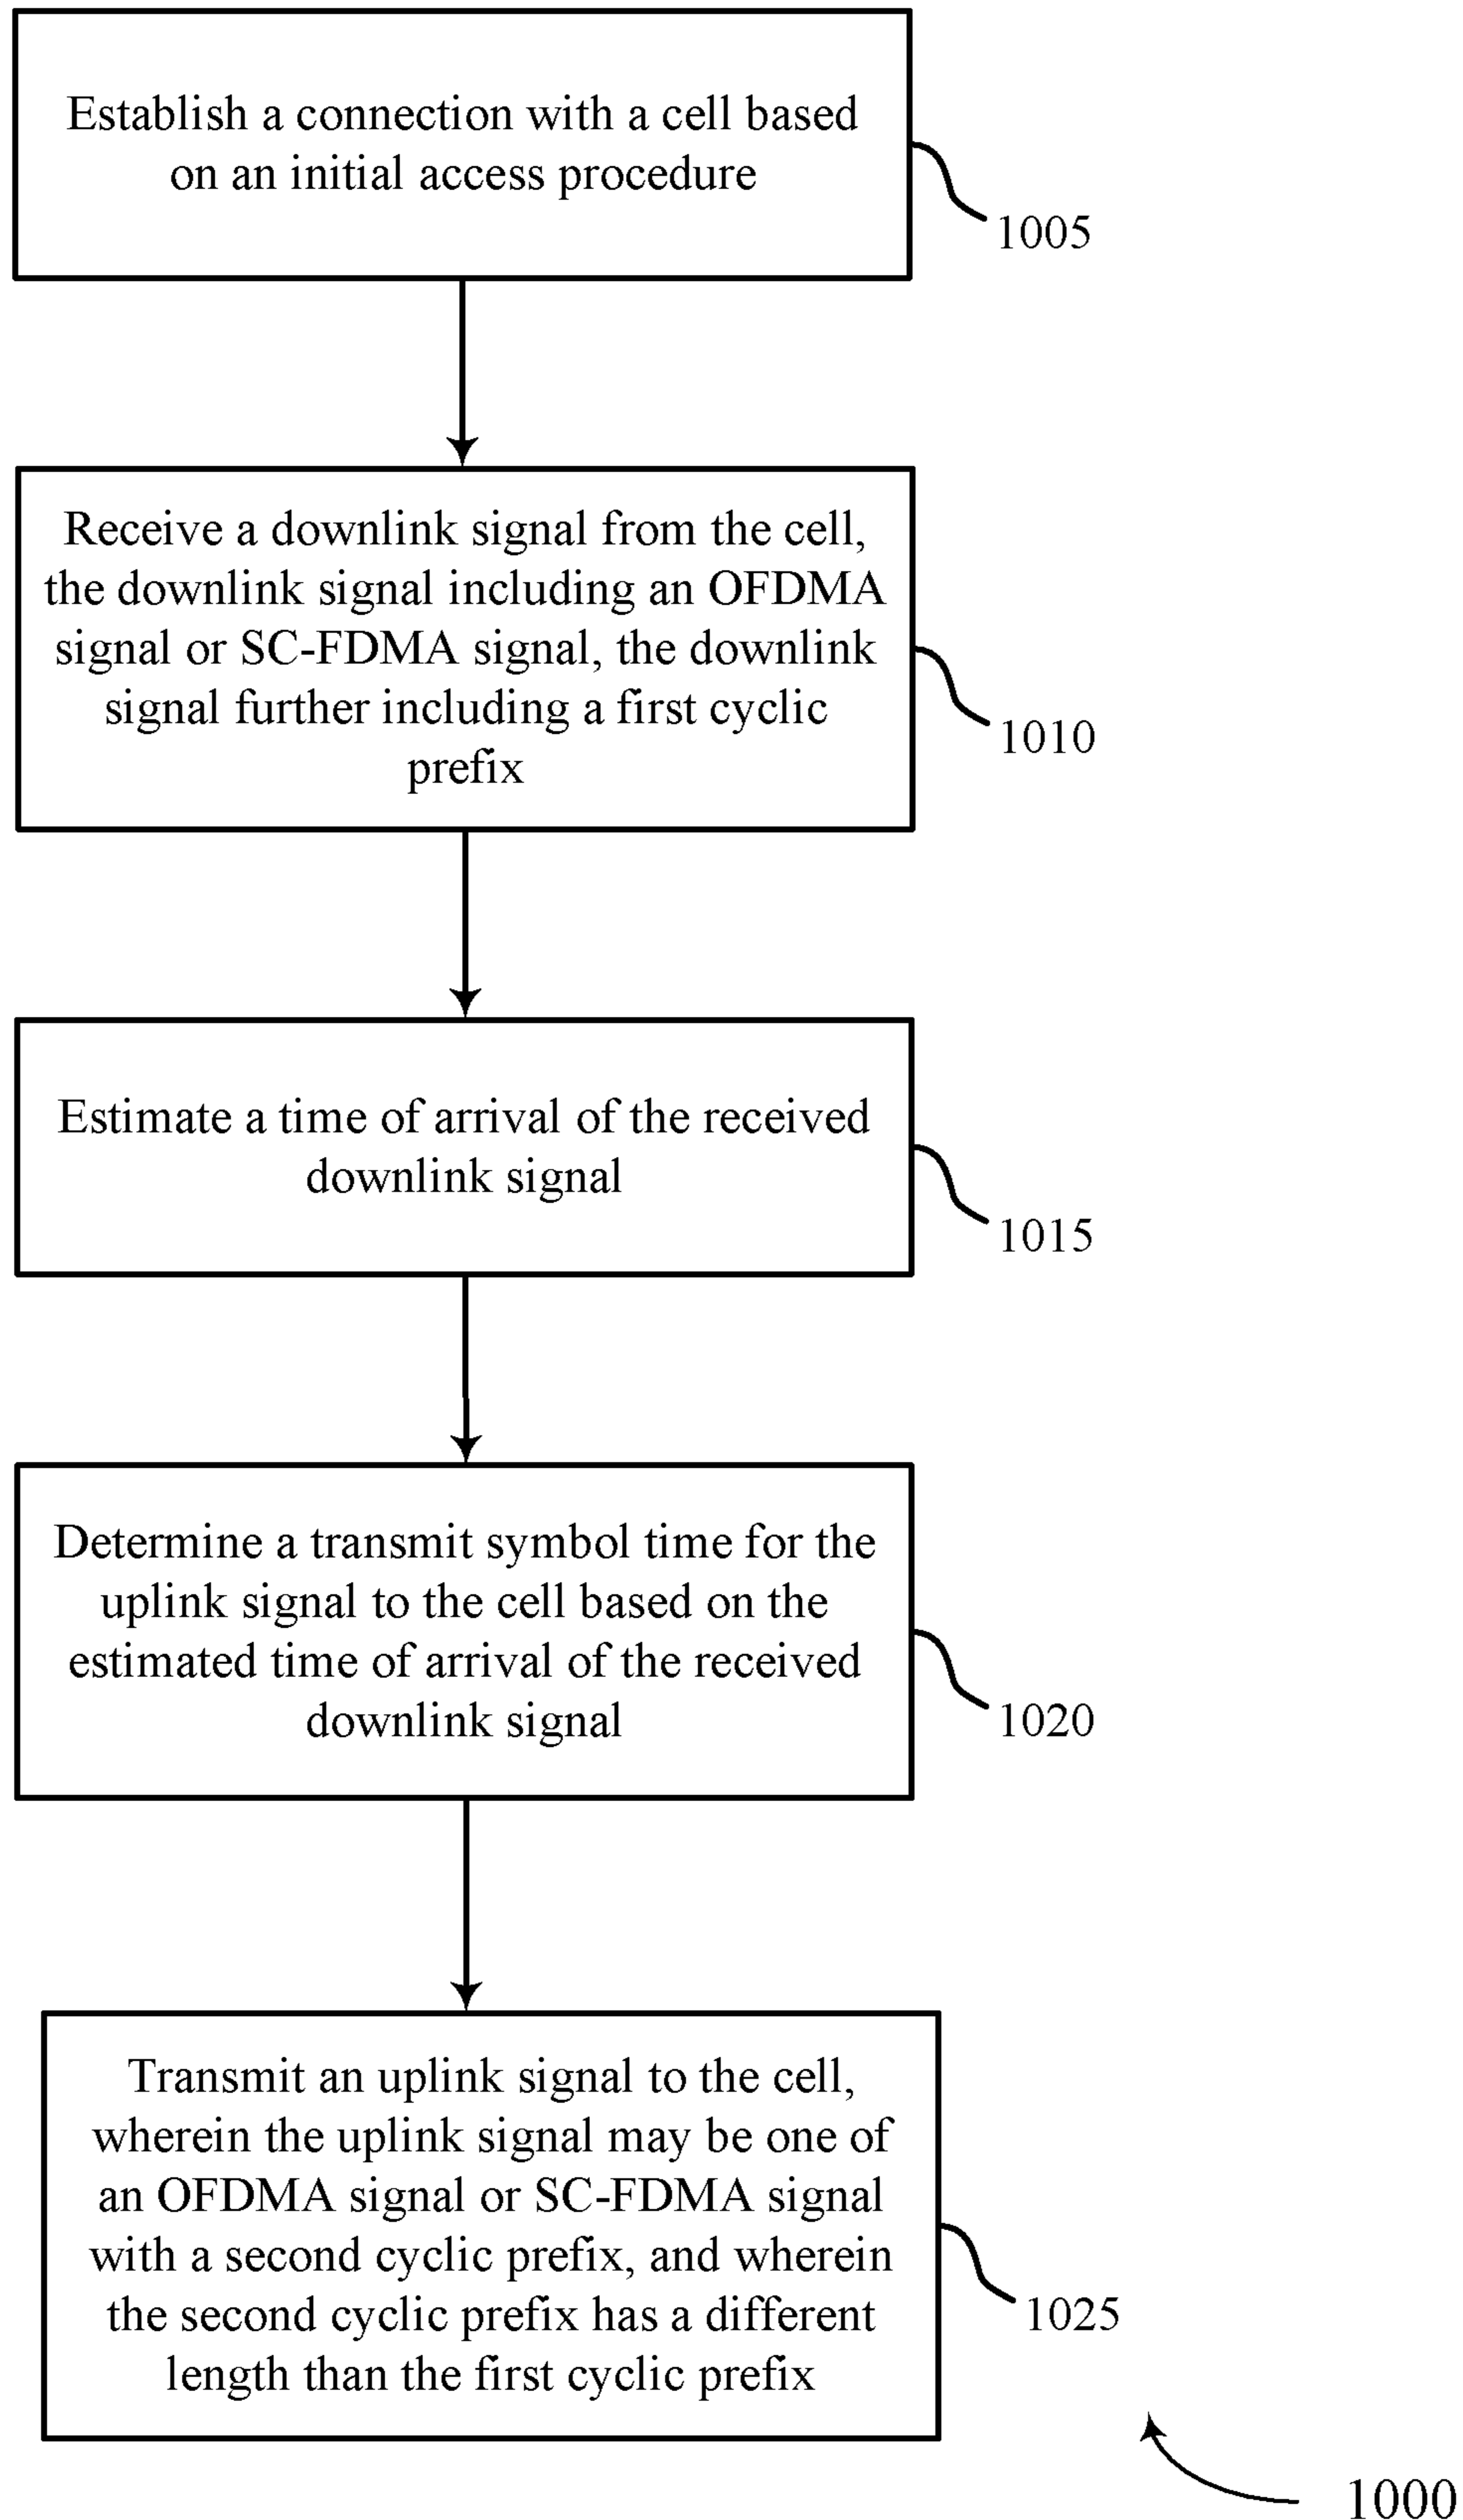 Establish a connection with a cell based
on an initial access procedure
1005
Receive a downlink signal from the cell,
the downlink signal including an OFDMA
signal or SC-FDMA signal, the downlink
signal further including a first cyclic
prefix
1010
Estimate a time of arrival of the received
downlink signal
1015
Determine a transmit symbol time for the
uplink signal to the cell based on the
estimated time of arrival of the received
downlink signal
1020
Transmit an uplink signal to the cell,
wherein the uplink signal may be one of
an OFDMA signal or SC-FDMA signal
with a second cyclic prefix, and wherein
the second cyclic prefix has a different
length than the first cyclic prefix
1025
1000